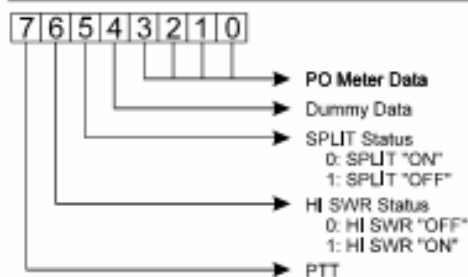 7 6 5 4 3 2 1 0
PO Meter Data
Dummy Data
SPLIT Status
0: SPLIT "ON"
1: SPLIT "OFF"
HI SWR Status
0: HI SWR "OFF"
1: HI SWR "ON"
PTT